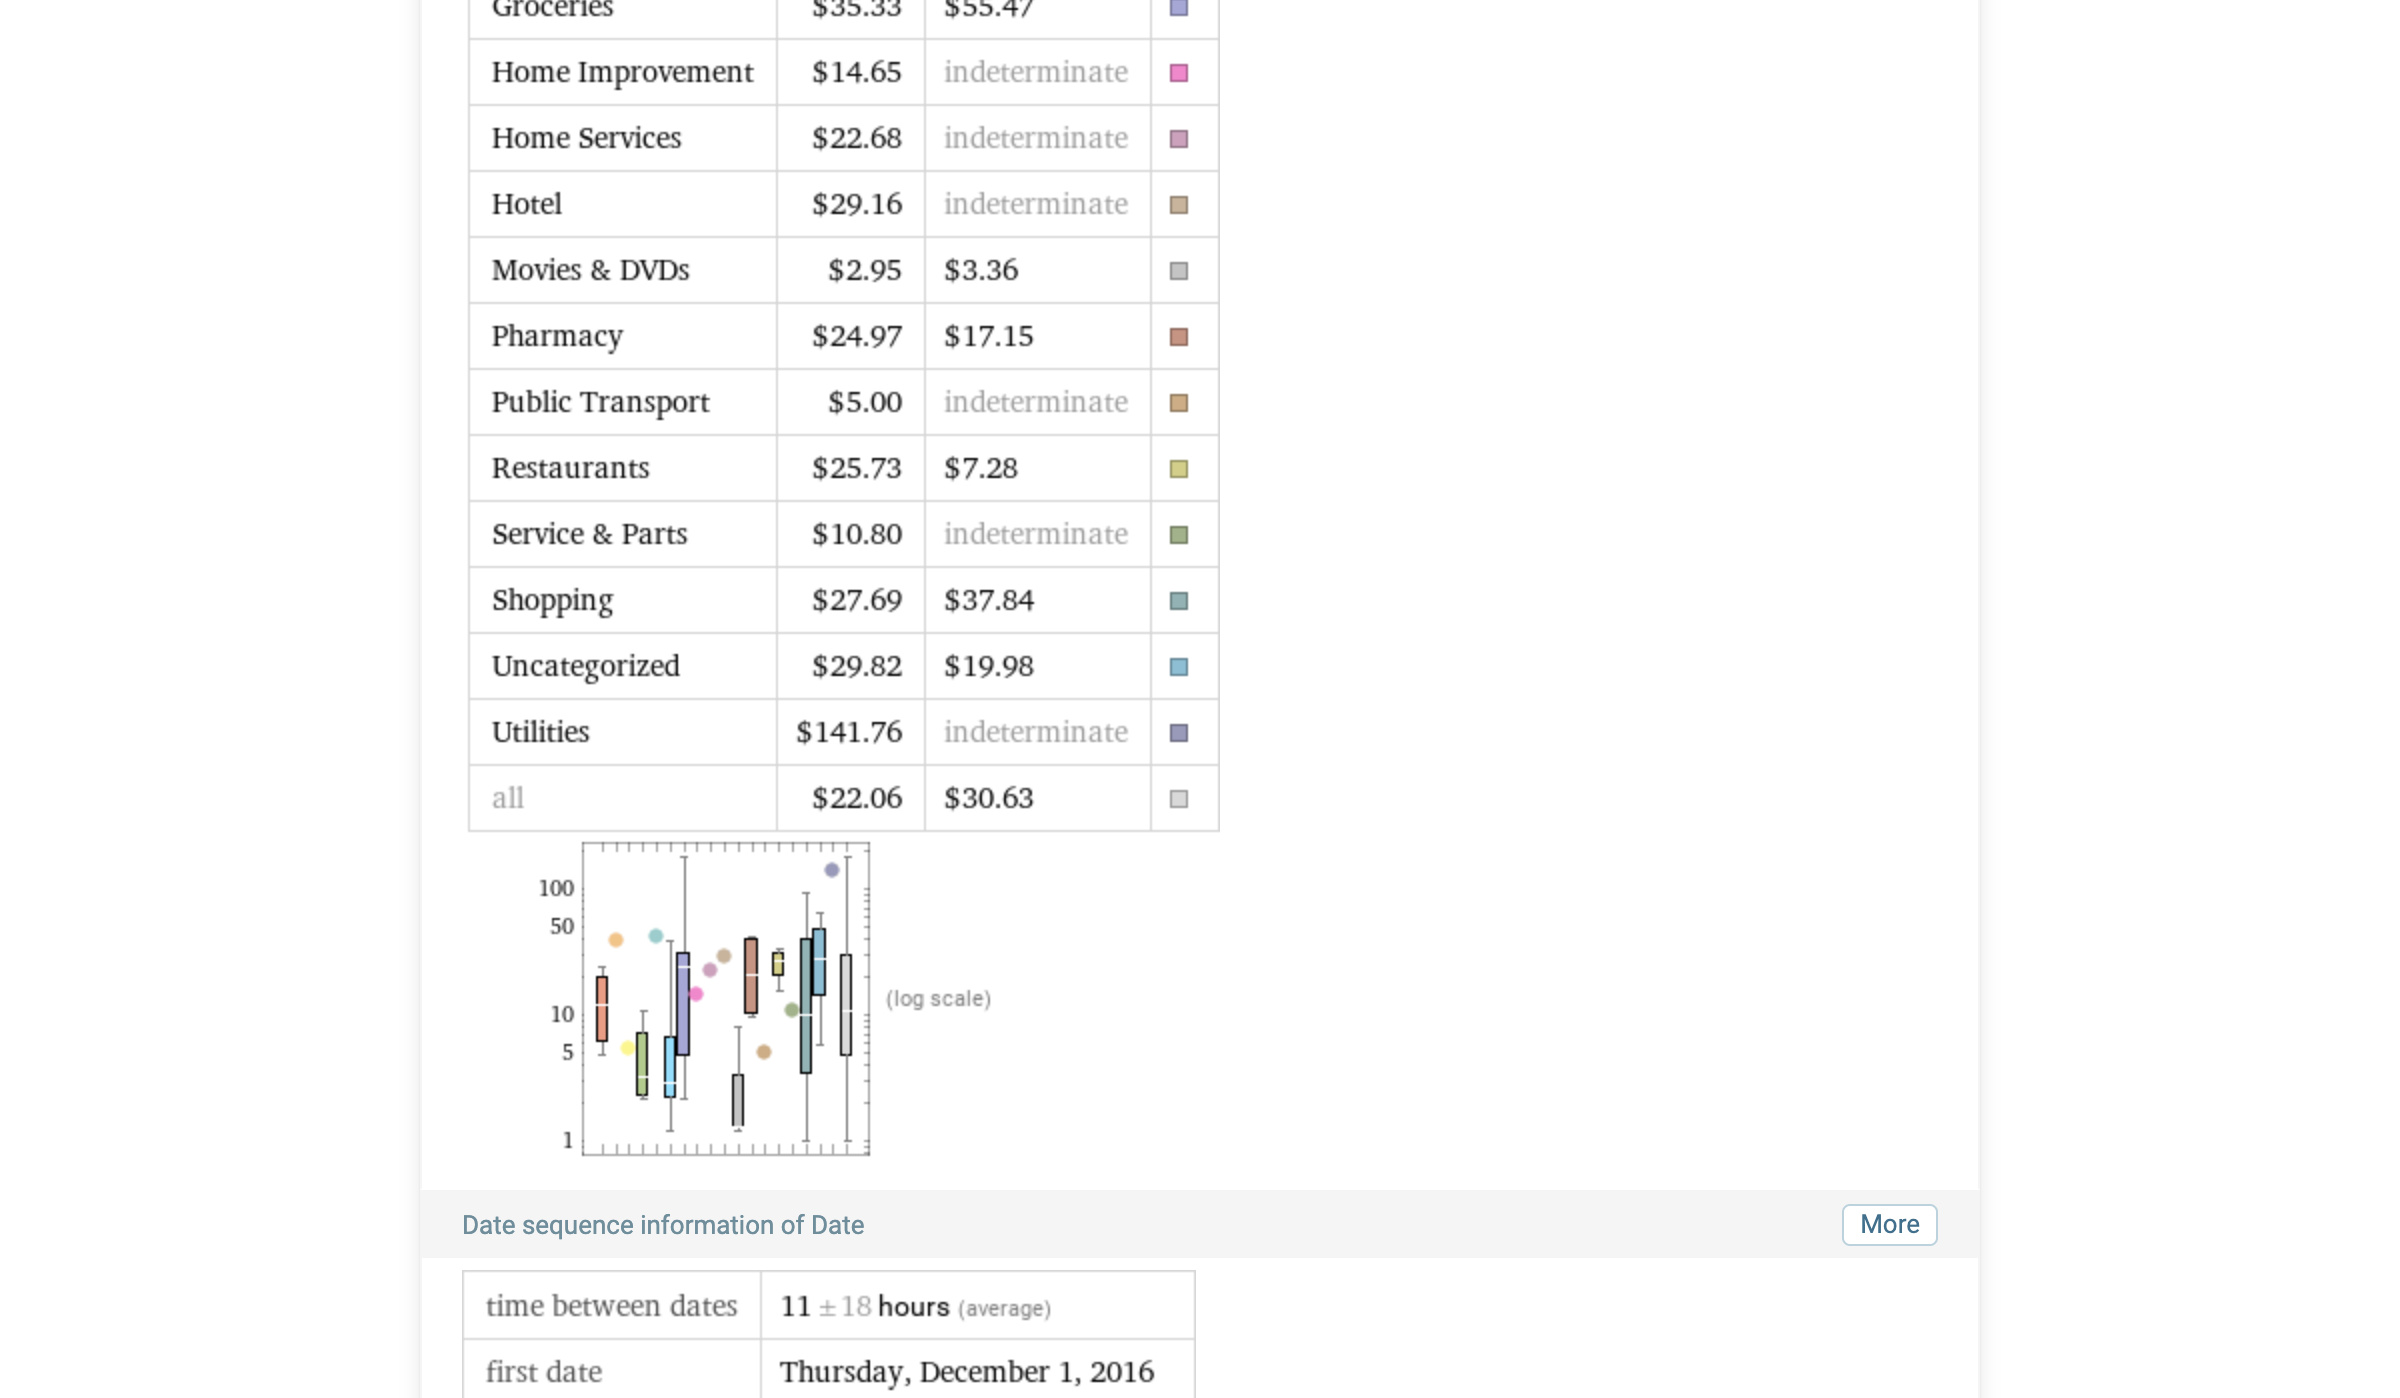 Groceries $35.33 $55.47
Home Improvement $14.65 indeterminate
Home Services $22.68 indeterminate
Hotel $29.16 indeterminate
Movies & DVDs $2.95 $3.36
Pharmacy $24.97 $17.15
Public Transport $5.00 indeterminate
Restaurants $25.73 $7.28
Service & Parts $10.80 indeterminate
Shopping $27.69 $37.84
Uncategorized $29.82 $19.98
Utilities $141.76 indeterminate
all $22.06 $30.63
100
50
10
5
1
(log scale)
Date sequence information of Date
More
time between dates 11 ± 18 hours (average)
first date Thursday, December 1, 2016